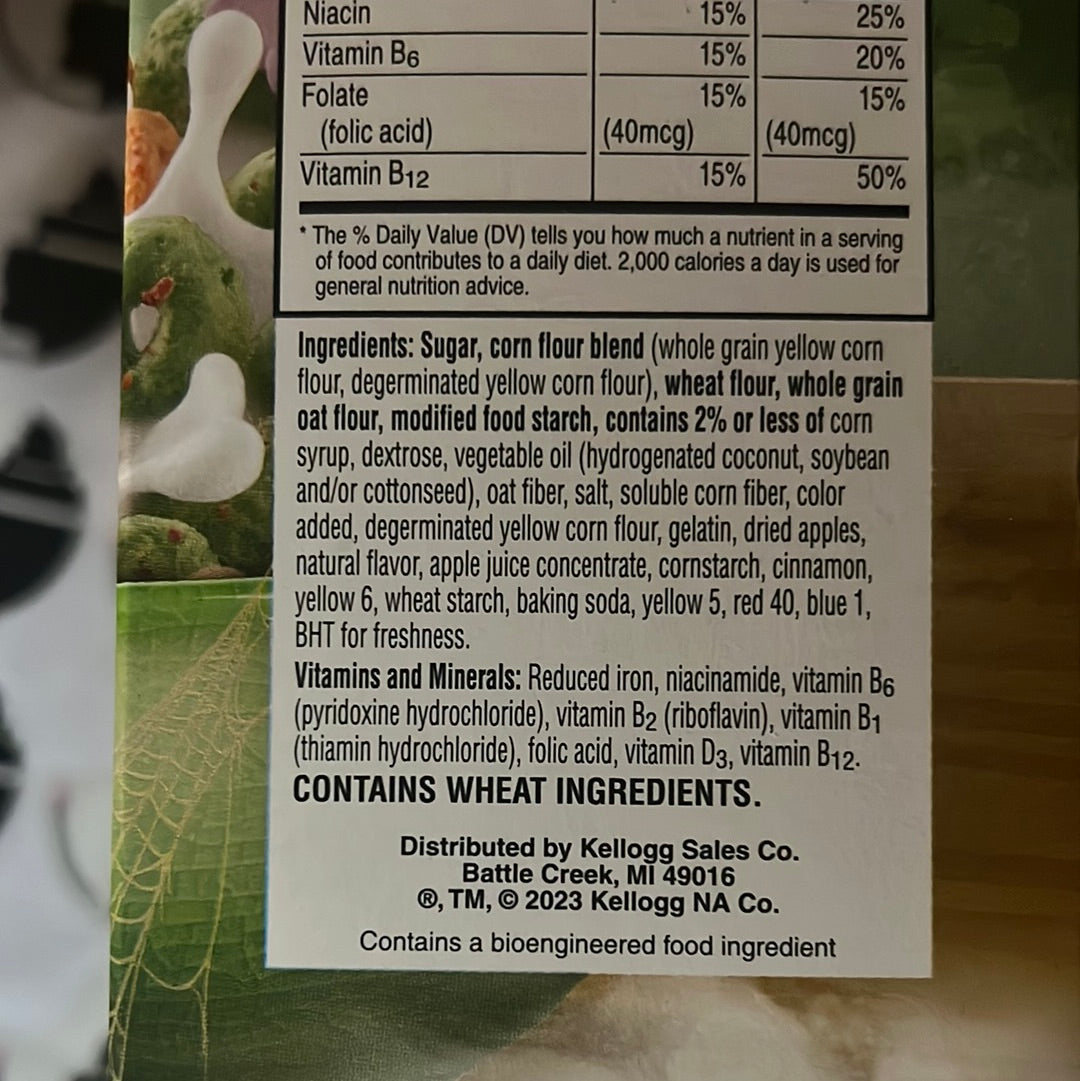 Niacin 15% 25%
Vitamin B6 15% 20%
Folate 15% 15%
(folic acid) (40mcg) (40mcg)
Vitamin B12 15% 50%
* The % Daily Value (DV) tells you how much a nutrient in a serving
of food contributes to a daily diet. 2,000 calories a day is used for
general nutrition advice.
Ingredients: Sugar, corn flour blend (whole grain yellow corn
flour, degerminated yellow corn flour), wheat flour, whole grain
oat flour, modified food starch, contains 2% or less of corn
syrup, dextrose, vegetable oil (hydrogenated coconut, soybean
and/or cottonseed), oat fiber, salt, soluble corn fiber, color
added, degerminated yellow corn flour, gelatin, dried apples,
natural flavor, apple juice concentrate, cornstarch, cinnamon,
yellow 6, wheat starch, baking soda, yellow 5, red 40, blue 1,
BHT for freshness.
Vitamins and Minerals: Reduced iron, niacinamide, vitamin B6
(pyridoxine hydrochloride), vitamin B2 (riboflavin), vitamin B1
(thiamin hydrochloride), folic acid, vitamin D3, vitamin B12.
CONTAINS WHEAT INGREDIENTS.
Distributed by Kellogg Sales Co.
Battle Creek, MI 49016
®, TM, © 2023 Kellogg NA Co.
Contains a bioengineered food ingredient